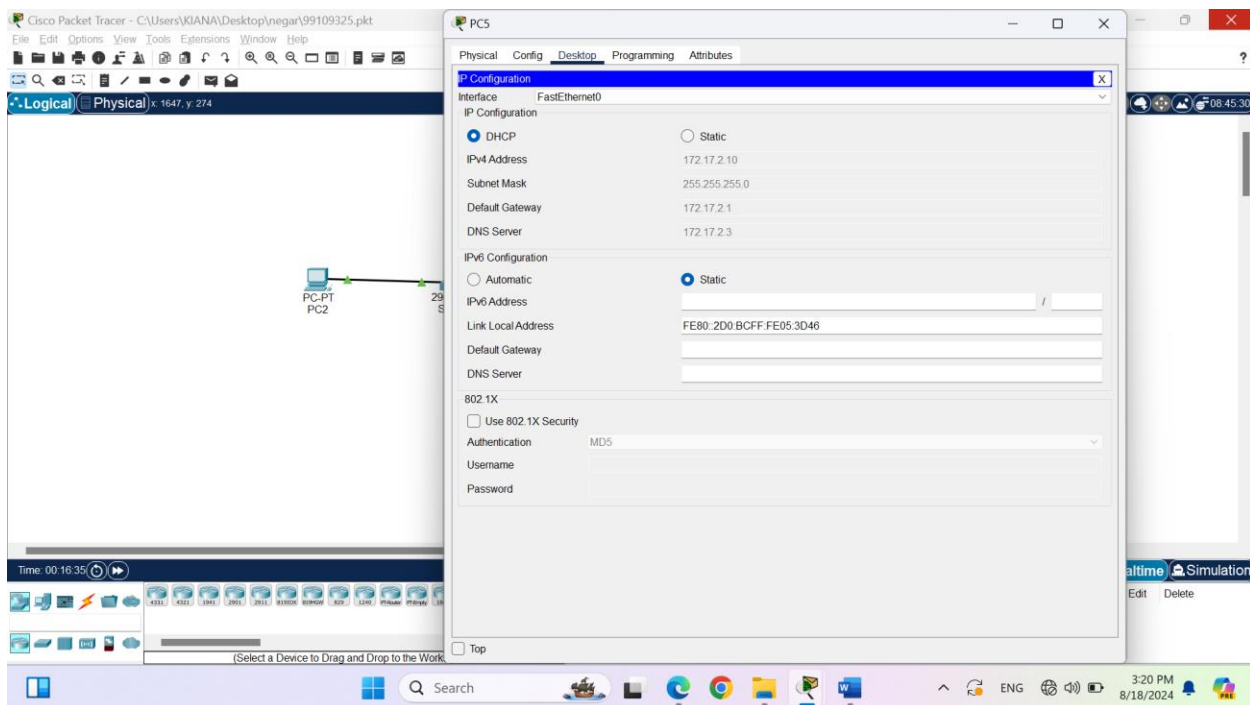 Cisco Packet Tracer - C:\Users\KIANA\Desktop\negar\99109325.pkt
File Edit Options View Tools Extensions Window Help
Logical Physical x: 1647, y: 274
08:45:30
?
PC-PT
PC2
29
S
PC5
Physical Config Desktop Programming Attributes
IP Configuration X
Interface FastEthernet0
IP Configuration
DHCP Static
IPv4 Address 172.17.2.10
Subnet Mask 255.255.255.0
Default Gateway 172.17.2.1
DNS Server 172.17.2.3
IPv6 Configuration
Automatic Static
IPv6 Address /
Link Local Address FE80::2D0:BCFF:FE05:3D46
Default Gateway
DNS Server
802.1X
Use 802.1X Security
Authentication MD5
Username
Password
Top
Time: 00:16:35
altime Simulation
Edit Delete
4331 4321 1941 2901 2911 819IOX 819HGW 829 1240
(Select a Device to Drag and Drop to the Work
Search
ENG
3:20 PM
8/18/2024
PRE